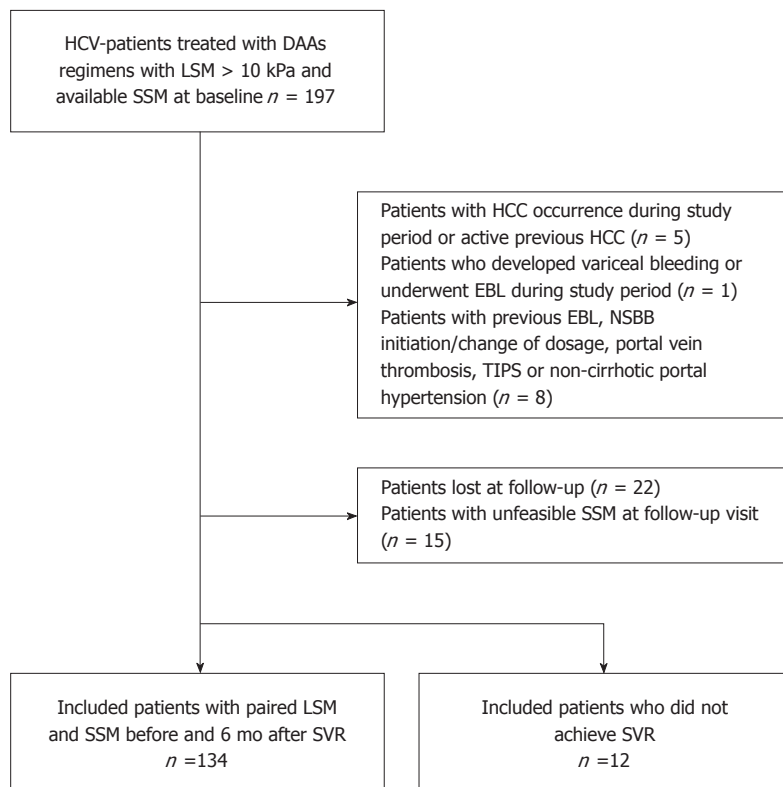 HCV-patients treated with DAAs
regimens with LSM > 10 kPa and
available SSM at baseline n = 197
Patients with HCC occurrence during study
period or active previous HCC (n = 5)
Patients who developed variceal bleeding or
underwent EBL during study period (n = 1)
Patients with previous EBL, NSBB
initiation/change of dosage, portal vein
thrombosis, TIPS or non-cirrhotic portal
hypertension (n = 8)
Patients lost at follow-up (n = 22)
Patients with unfeasible SSM at follow-up visit
(n = 15)
Included patients with paired LSM
and SSM before and 6 mo after SVR
n =134
Included patients who did not
achieve SVR
n =12